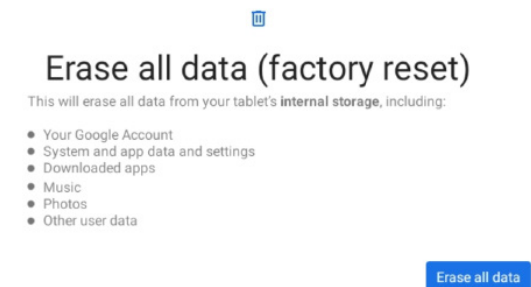 Erase all data (factory reset)
This will erase all data from your tablet's internal storage, including:
● Your Google Account
● System and app data and settings
● Downloaded apps
● Music
● Photos
● Other user data
Erase all data